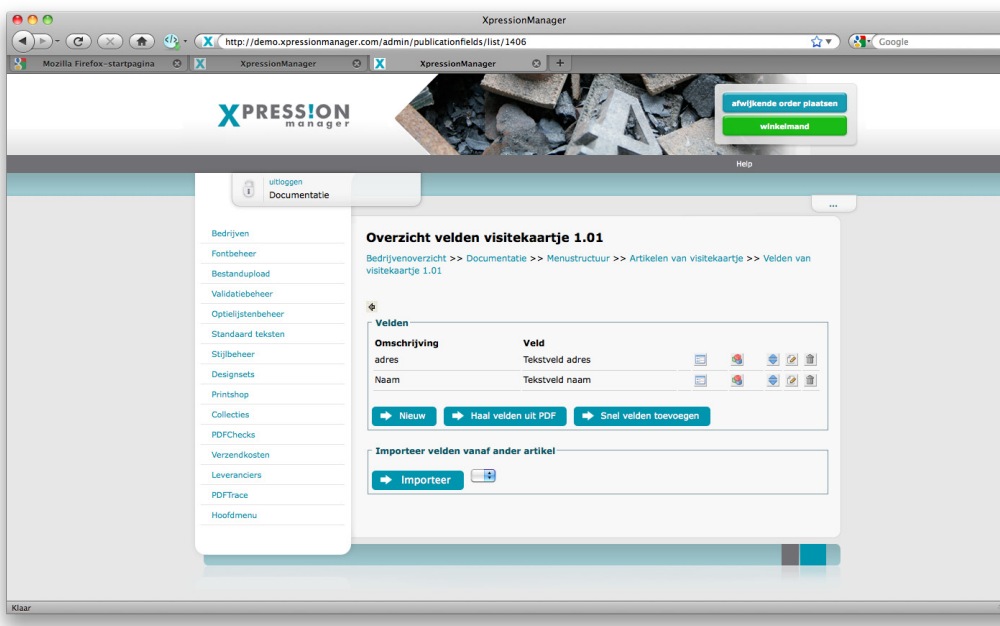 XpressionManager
http://demo.xpressionmanager.com/admin/publicationfields/list/1406
Google
Mozilla Firefox-startpagina
XpressionManager
XpressionManager
XPRESS!ON
manager
afwijkende order plaatsen
winkelmand
Help
uitloggen
Documentatie
...
Bedrijven
Fontbeheer
Bestandupload
Validatiebeheer
Optielijstenbeheer
Standaard teksten
Stijlbeheer
Designsets
Printshop
Collecties
PDFChecks
Verzendkosten
Leveranciers
PDFTrace
Hoofdmenu
Overzicht velden visitekaartje 1.01
Bedrijvenoverzicht >> Documentatie >> Menustructuur >> Artikelen van visitekaartje >> Velden van
visitekaartje 1.01
Velden
Omschrijving Veld
adres Tekstveld adres
Naam Tekstveld naam
Nieuw Haal velden uit PDF Snel velden toevoegen
Importeer velden vanaf ander artikel
Importeer
Klaar